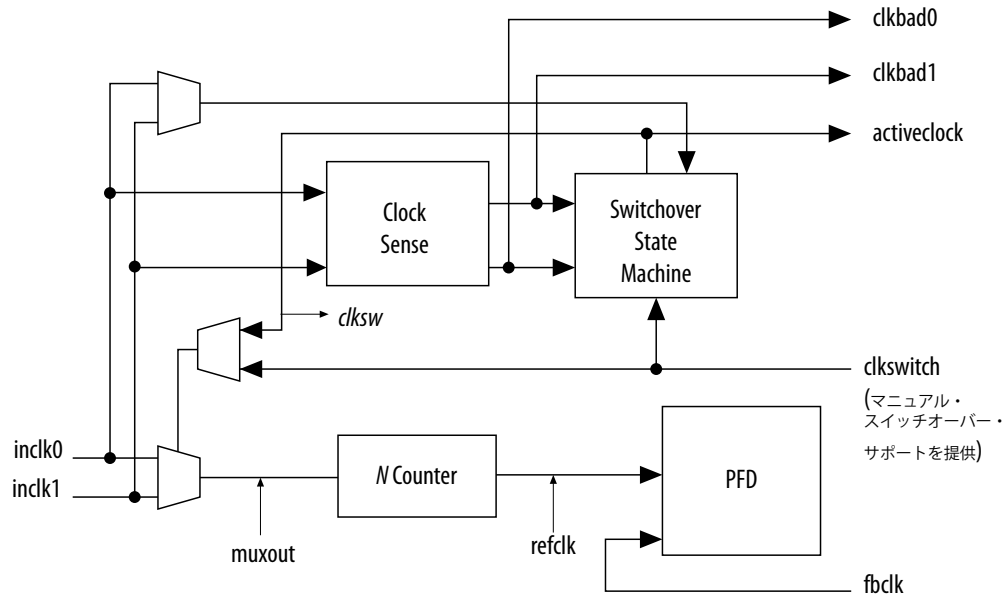 clkbad0
clkbad1
activeclock
Clock
Sense
Switchover
State
Machine
clksw
clkswitch
(マニュアル・
スイッチオーバー・
サポートを提供)
inclk0
inclk1
N Counter
PFD
muxout
refclk
fbclk